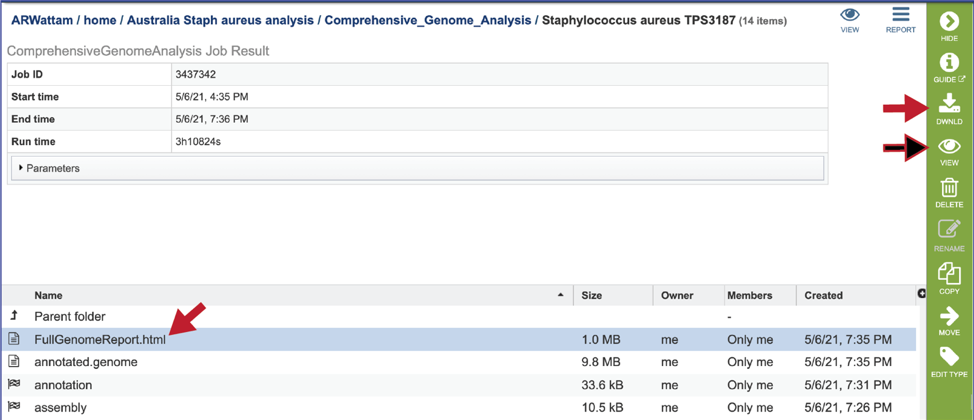 ARWattam / home / Australia Staph aureus analysis / Comprehensive_Genome_Analysis / Staphylococcus aureus TPS3187 (14 items)
VIEW
REPORT
ComprehensiveGenomeAnalysis Job Result
Job ID 3437342
Start time 5/6/21, 4:35 PM
End time 5/6/21, 7:36 PM
Run time 3h10824s
Parameters
HIDE
GUIDE
DWNLD
VIEW
DELETE
RENAME
COPY
MOVE
EDIT TYPE
Name Size Owner Members Created
Parent folder -
FullGenomeReport.html 1.0 MB me Only me 5/6/21, 7:35 PM
annotated.genome 9.8 MB me Only me 5/6/21, 7:35 PM
annotation 33.6 kB me Only me 5/6/21, 7:31 PM
assembly 10.5 kB me Only me 5/6/21, 7:26 PM